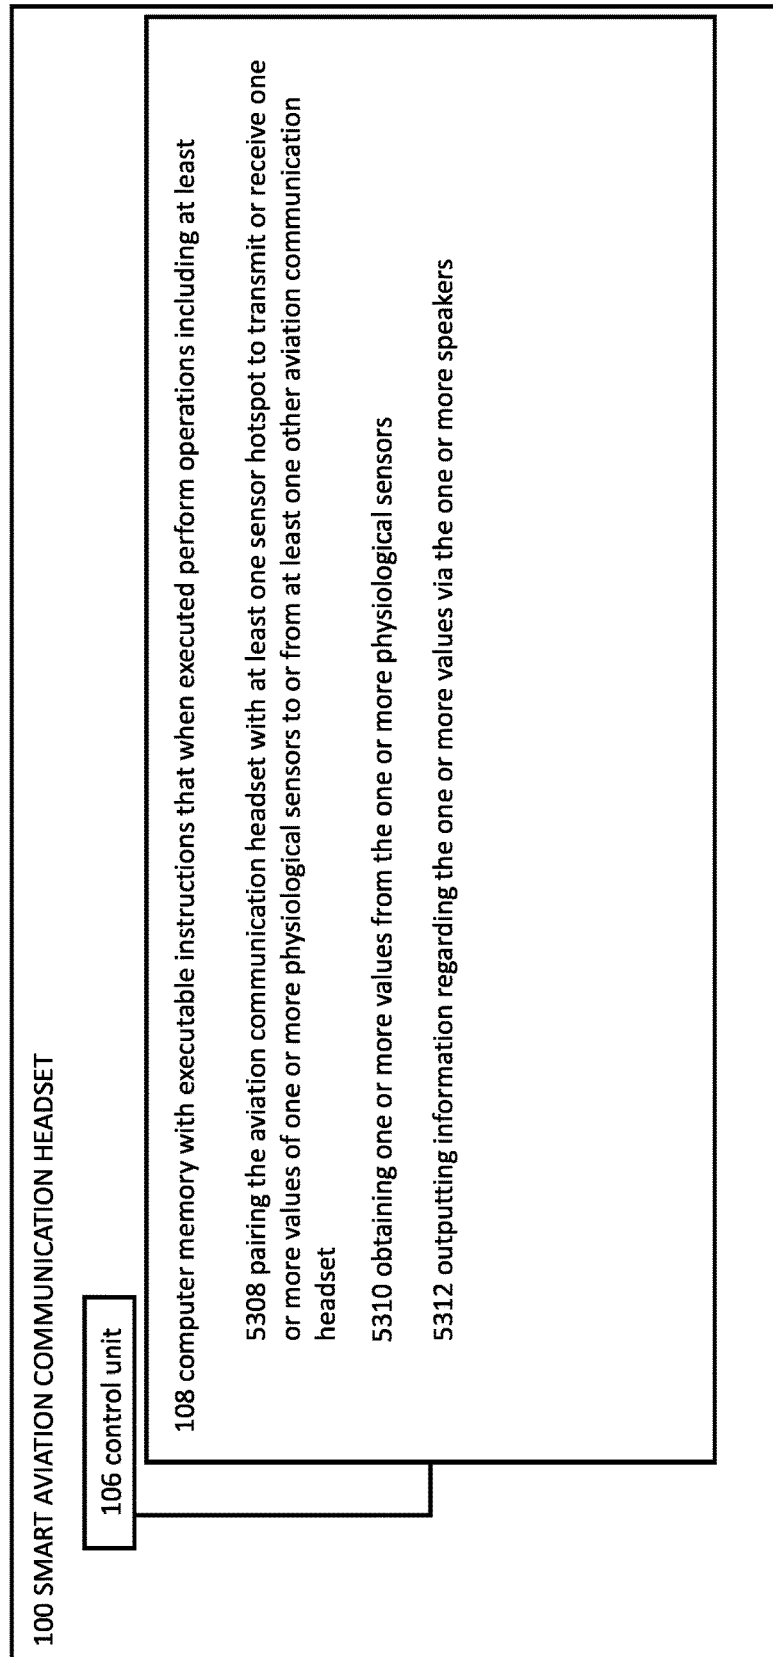 100 SMART AVIATION COMMUNICATION HEADSET
106 control unit
108 computer memory with executable instructions that when executed perform operations including at least
5308 pairing the aviation communication headset with at least one sensor hotspot to transmit or receive one
or more values of one or more physiological sensors to or from at least one other aviation communication
headset
5310 obtaining one or more values from the one or more physiological sensors
5312 outputting information regarding the one or more values via the one or more speakers